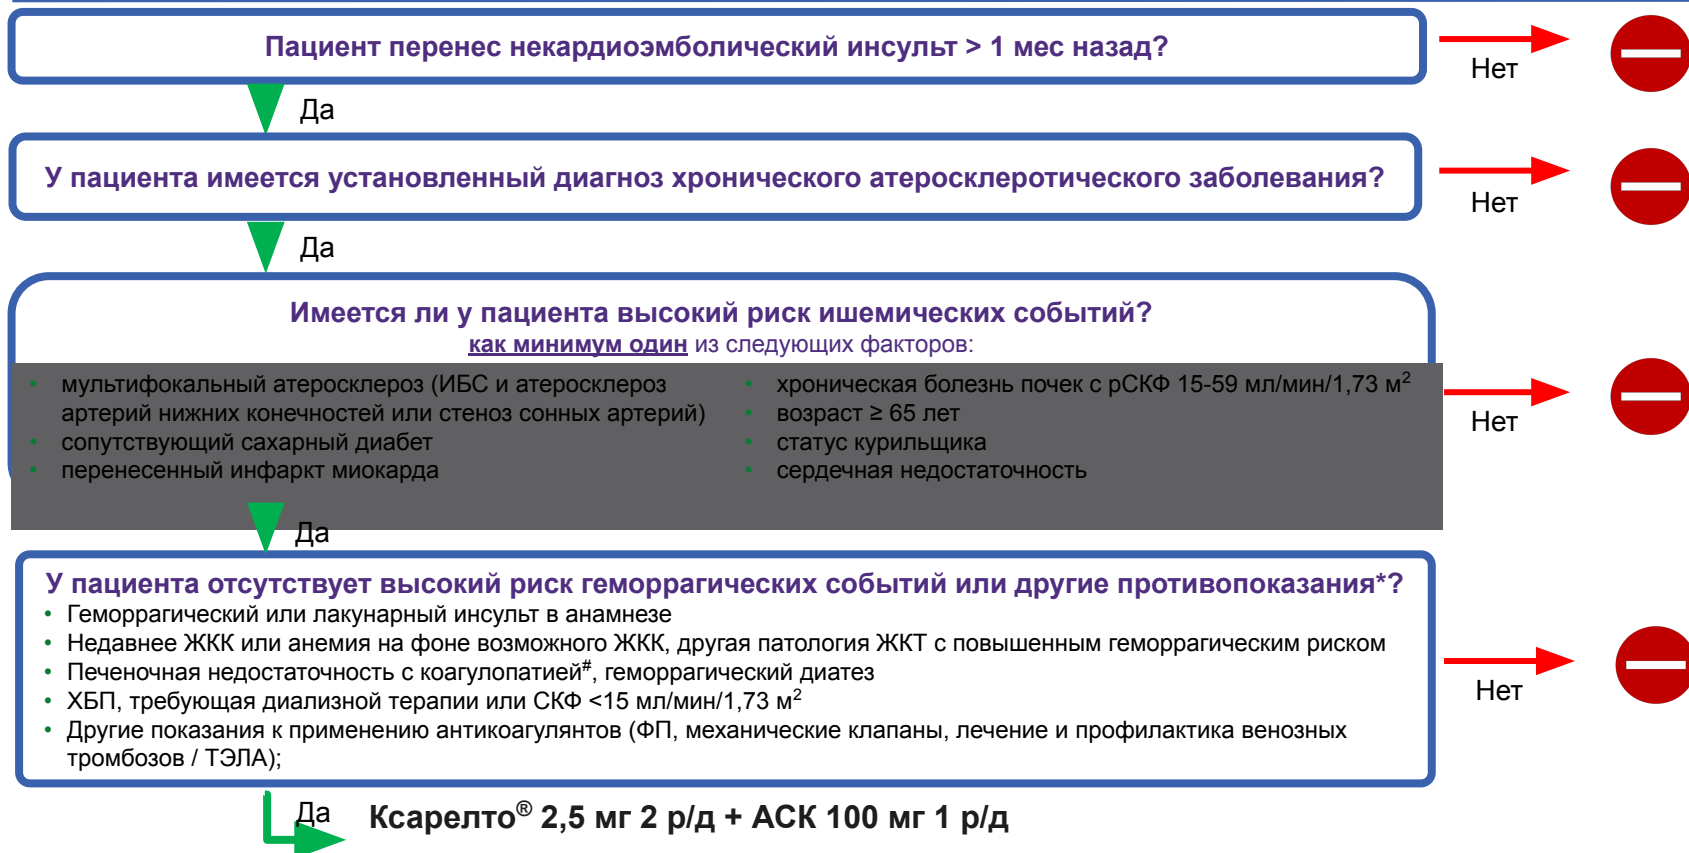 Пациент перенес некардиоэмболический инсульт > 1 мес назад?
Нет
Да
У пациента имеется установленный диагноз хронического атеросклеротического заболевания?
Нет
Да
Имеется ли у пациента высокий риск ишемических событий?
как минимум один из следующих факторов:
• мультифокальный атеросклероз (ИБС и атеросклероз
артерий нижних конечностей или стеноз сонных артерий)
• сопутствующий сахарный диабет
• перенесенный инфаркт миокарда
• хроническая болезнь почек с рСКФ 15-59 мл/мин/1,73 м²
• возраст ≥ 65 лет
• статус курильщика
• сердечная недостаточность
Нет
Да
У пациента отсутствует высокий риск геморрагических событий или другие противопоказания*?
• Геморрагический или лакунарный инсульт в анамнезе
• Недавнее ЖКК или анемия на фоне возможного ЖКК, другая патология ЖКТ с повышенным геморрагическим риском
• Печеночная недостаточность с коагулопатией#, геморрагический диатез
• ХБП, требующая диализной терапии или СКФ <15 мл/мин/1,73 м²
• Другие показания к применению антикоагулянтов (ФП, механические клапаны, лечение и профилактика венозных
тромбозов / ТЭЛА);
Нет
Да
Ксарелто® 2,5 мг 2 р/д + АСК 100 мг 1 р/д